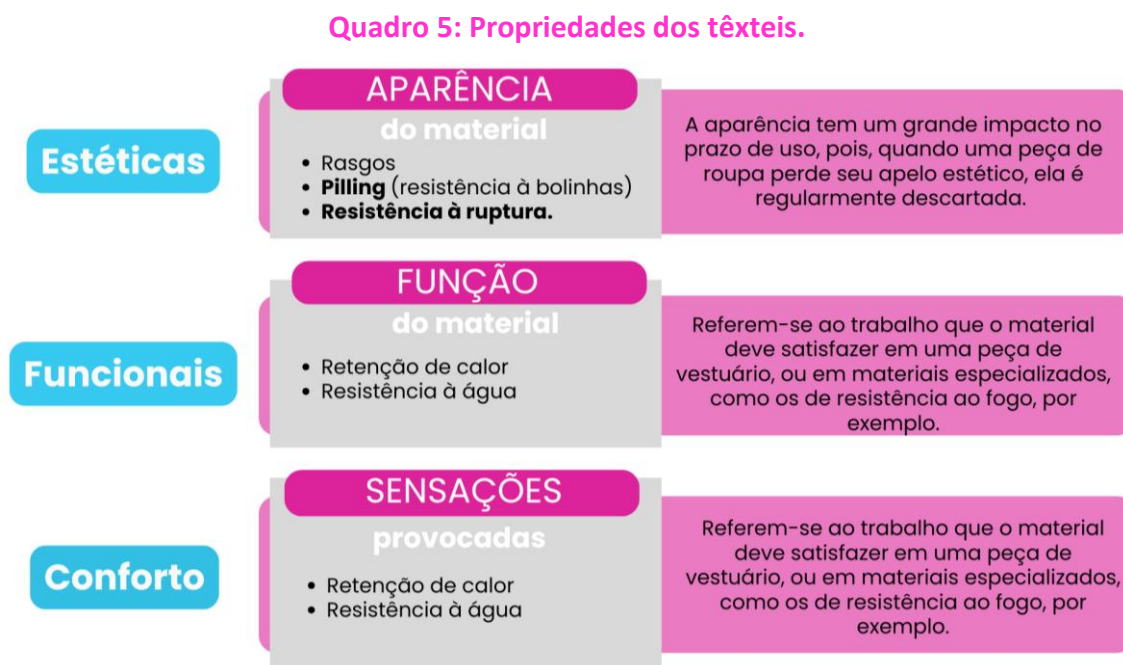 Quadro 5: Propriedades dos têxteis.
Estéticas
APARÊNCIA
do material
• Rasgos
• Pilling (resistência à bolinhas)
• Resistência à ruptura.
A aparência tem um grande impacto no
prazo de uso, pois, quando uma peça de
roupa perde seu apelo estético, ela é
regularmente descartada.
Funcionais
FUNÇÃO
do material
• Retenção de calor
• Resistência à água
Referem-se ao trabalho que o material
deve satisfazer em uma peça de
vestuário, ou em materiais especializados,
como os de resistência ao fogo, por
exemplo.
Conforto
SENSAÇÕES
provocadas
• Retenção de calor
• Resistência à água
Referem-se ao trabalho que o material
deve satisfazer em uma peça de
vestuário, ou em materiais especializados,
como os de resistência ao fogo, por
exemplo.